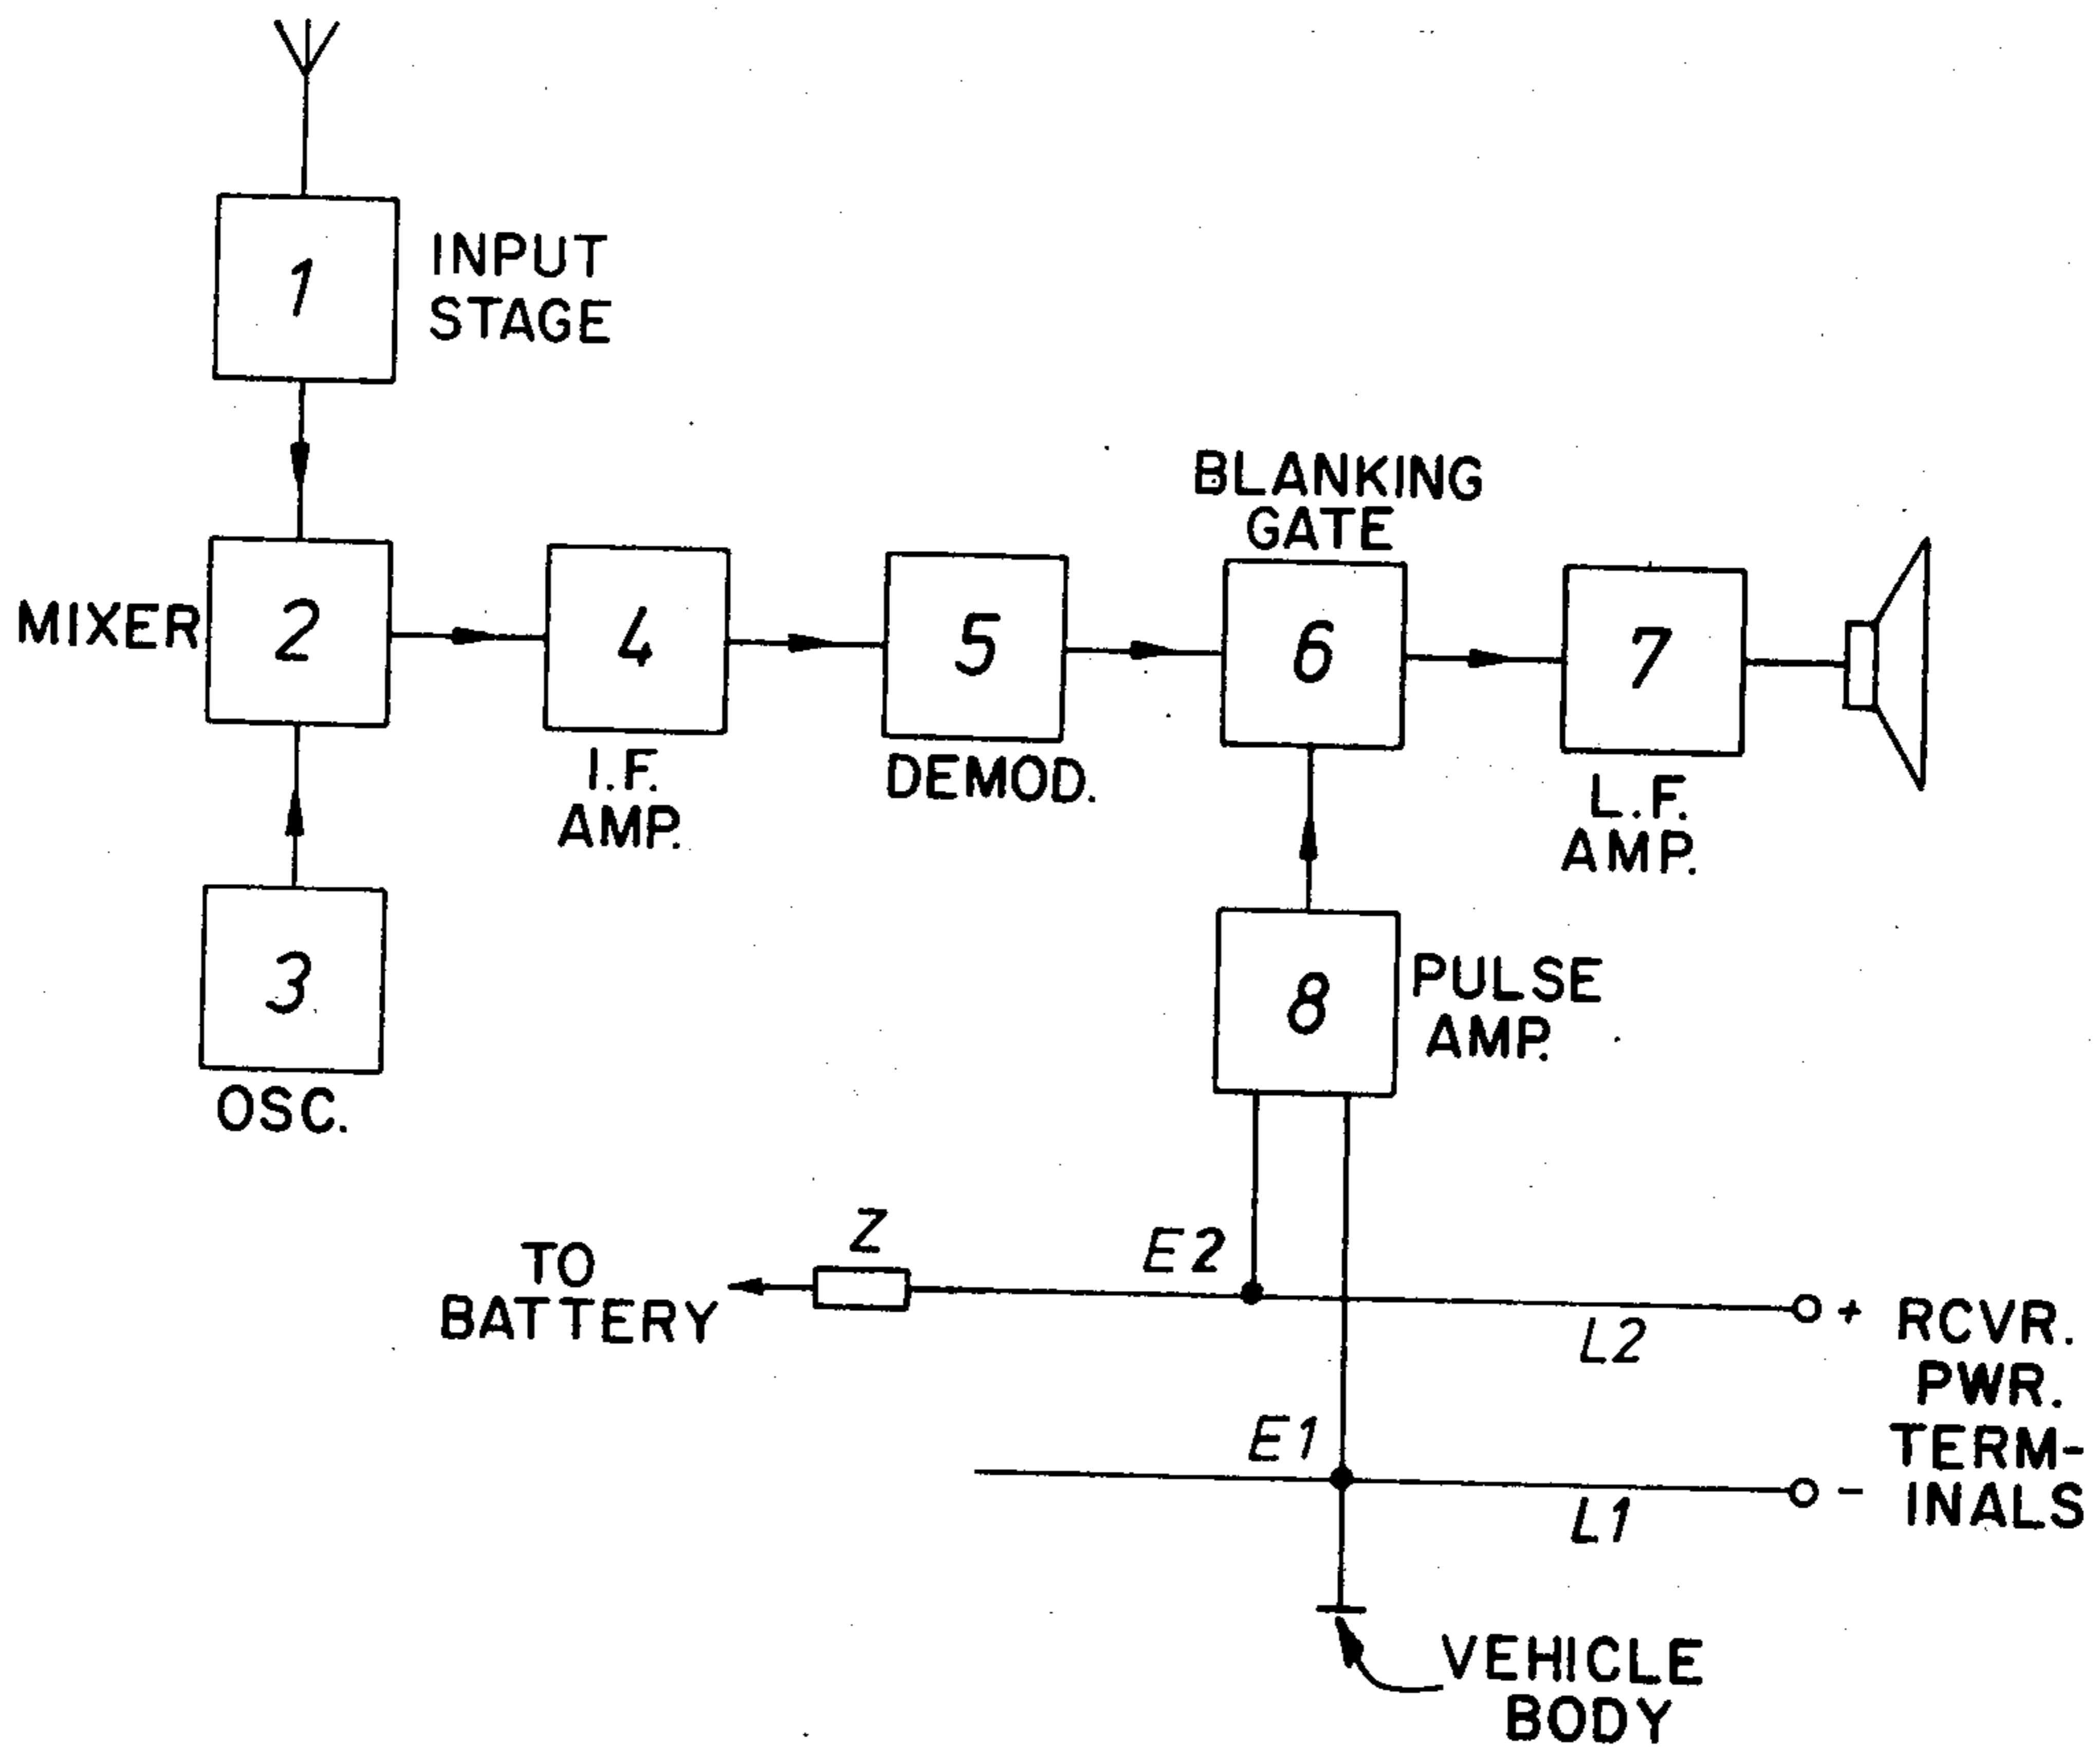 1
INPUT
STAGE
BLANKING
GATE
MIXER
2
4
5
6
7
I.F.
AMP.
DEMOD.
L.F.
AMP.
3
OSC.
8
PULSE
AMP.
Z
E2
TO
BATTERY
L2
+ RCVR.
PWR.
TERM-
- INALS
E1
L1
VEHICLE
BODY